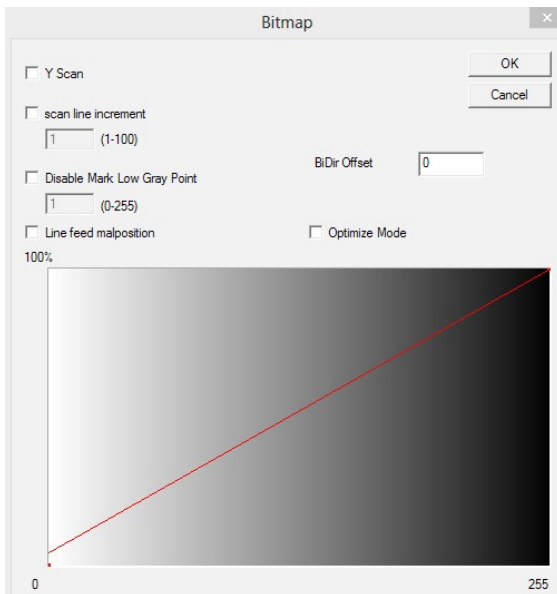 Bitmap
OK
Y Scan
Cancel
scan line increment
1 (1-100)
BiDir Offset 0
Disable Mark Low Gray Point
1 (0-255)
Line feed malposition Optimize Mode
100%
0 255